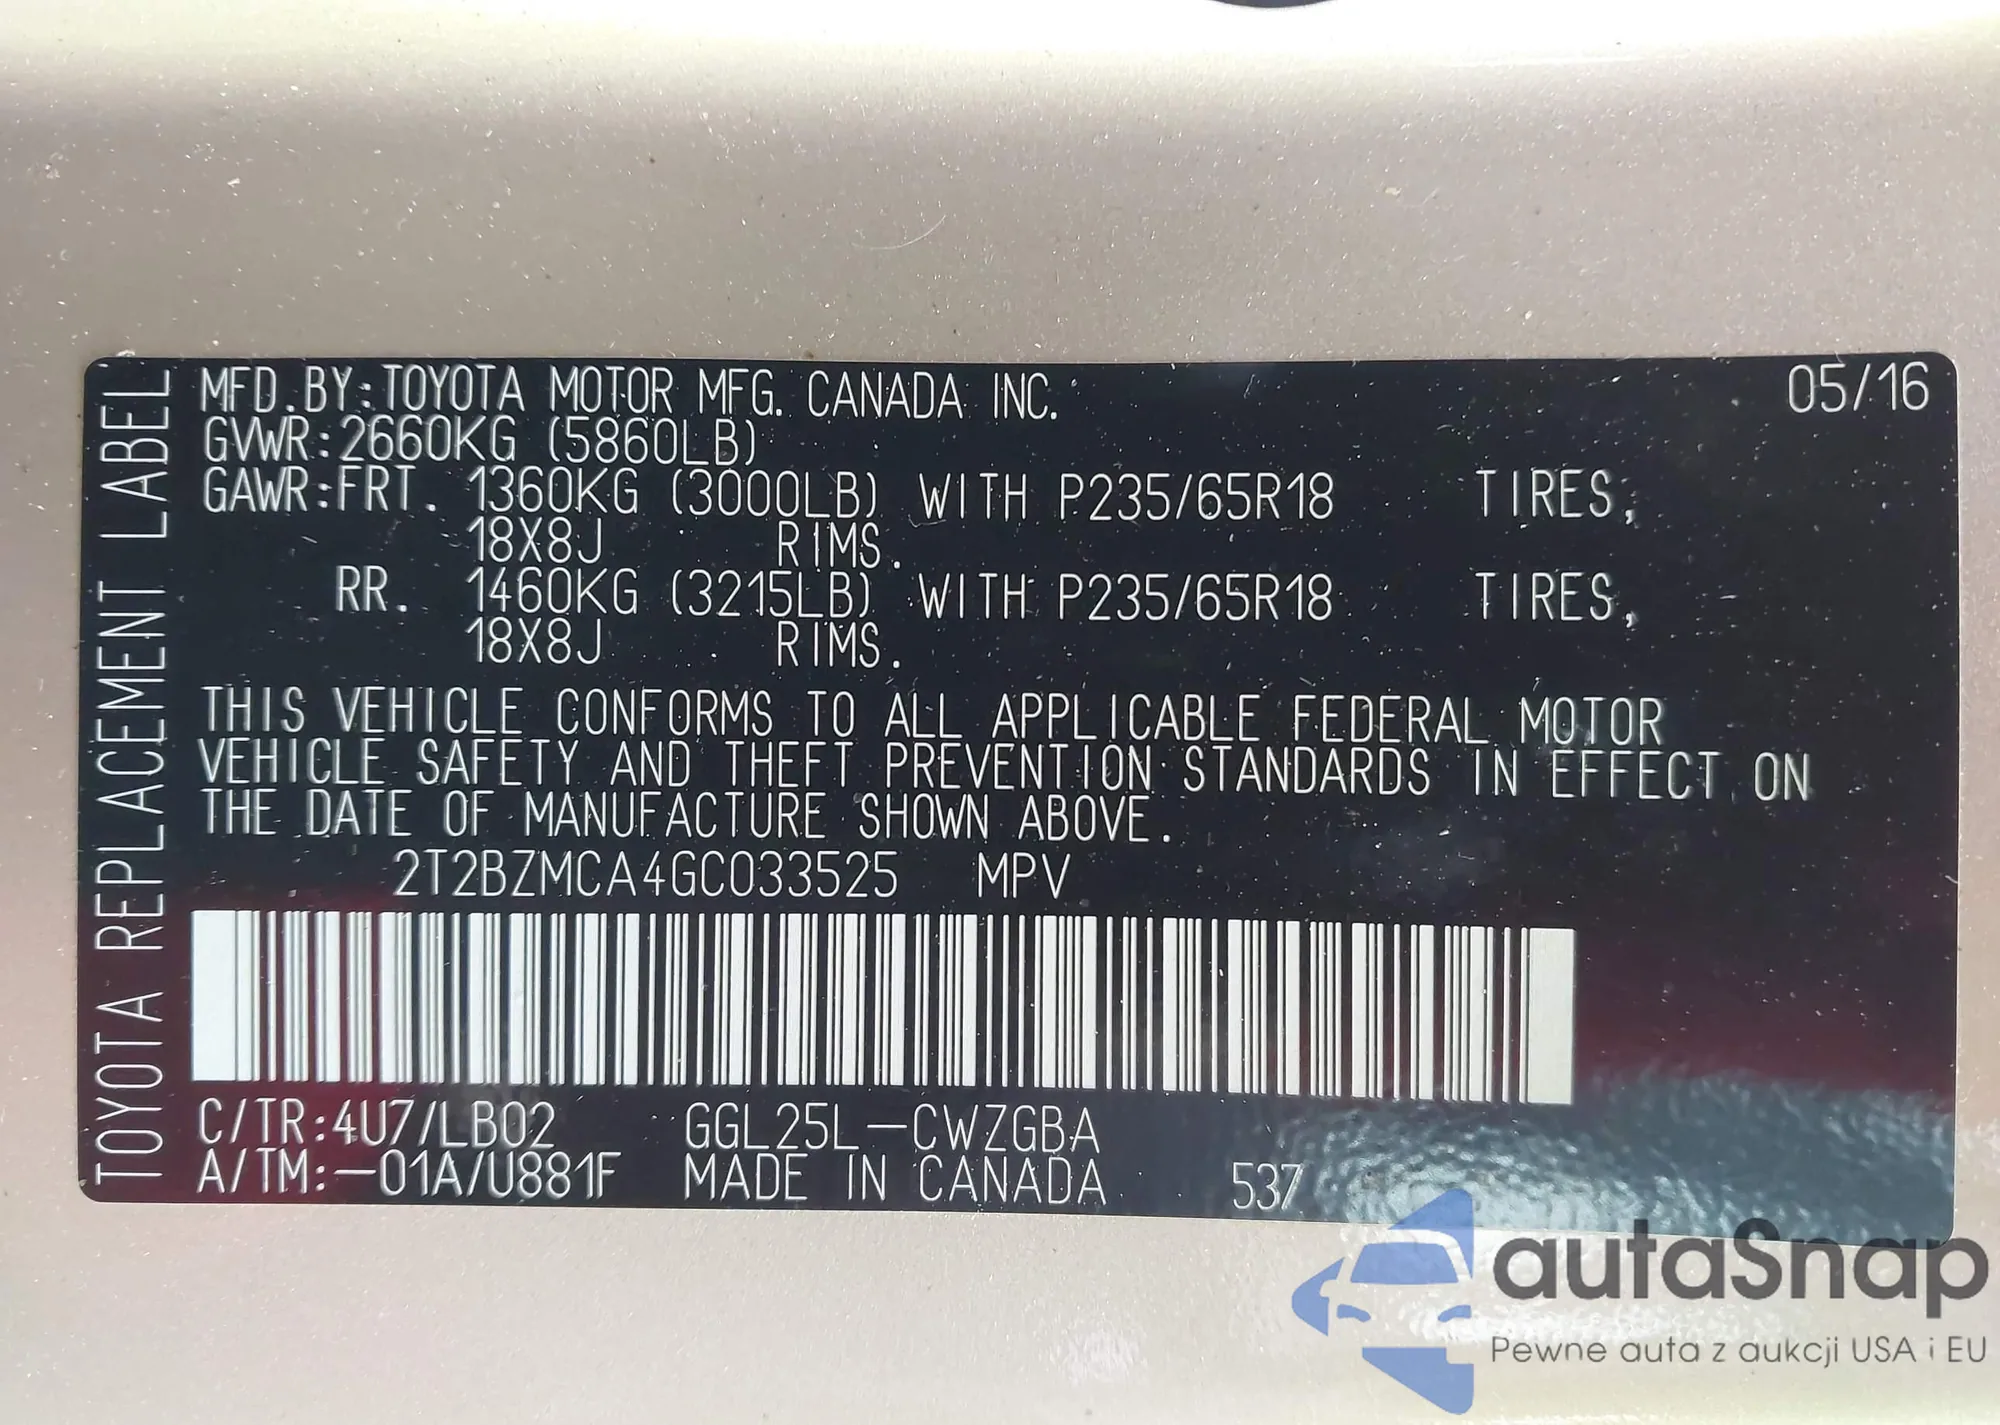 TOYOTA REPLACEMENT LABEL
MFD.BY:TOYOTA MOTOR MFG. CANADA INC. 05/16
GVWR:2660KG (5860LB)
GAWR:FRT. 1360KG (3000LB) WITH P235/65R18 TIRES,
18X8J RIMS.
RR. 1460KG (3215LB) WITH P235/65R18 TIRES,
18X8J RIMS.
THIS VEHICLE CONFORMS TO ALL APPLICABLE FEDERAL MOTOR
VEHICLE SAFETY AND THEFT PREVENTION STANDARDS IN EFFECT ON
THE DATE OF MANUFACTURE SHOWN ABOVE.
2T2BZMCA4GC033525 MPV
C/TR:4U7/LB02 GGL25L-CWZGBA
A/TM:-01A/U881F MADE IN CANADA 537
autaSnap
Pewne auta z aukcji USA i EU